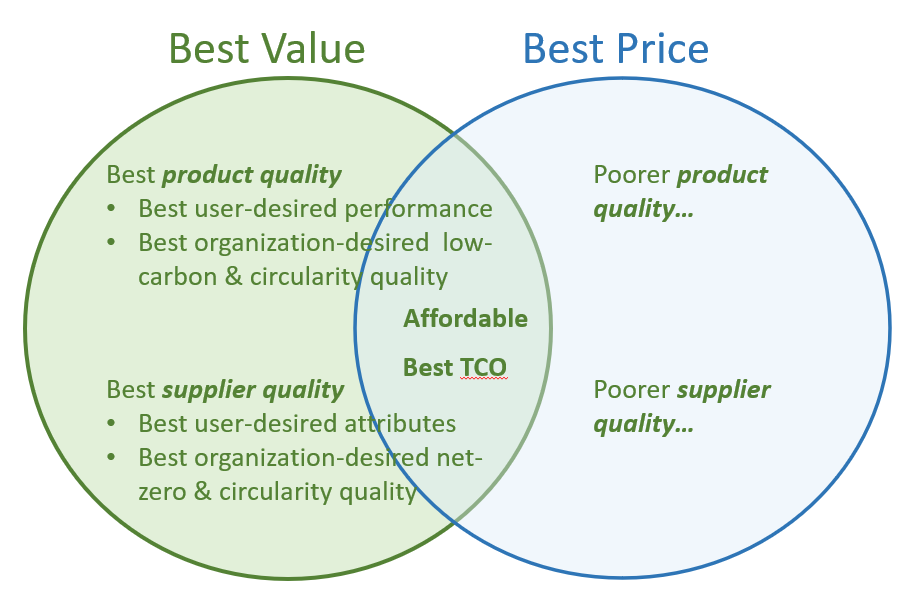 Best Value
Best Price
Best product quality
• Best user-desired performance
• Best organization-desired  low-
carbon & circularity quality
Poorer product
quality...
Affordable
Best TCO
Best supplier quality
• Best user-desired attributes
• Best organization-desired net-
zero & circularity quality
Poorer supplier
quality...